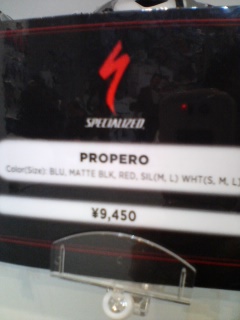 SPECIALIZED
PROPERO
Color(Size): BLU, MATTE BLK, RED, SIL(M, L) WHT(S, M, L)
¥9,450